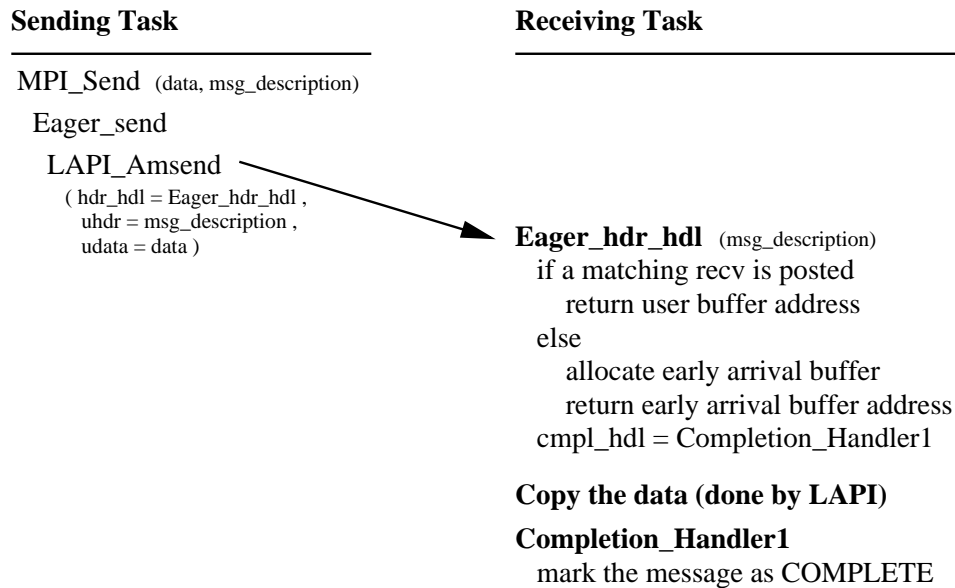 Sending Task
MPI_Send (data, msg_description)
Eager_send
LAPI_Amsend
( hdr_hdl = Eager_hdr_hdl ,
uhdr = msg_description ,
udata = data )
Receiving Task
Eager_hdr_hdl (msg_description)
if a matching recv is posted
return user buffer address
else
allocate early arrival buffer
return early arrival buffer address
cmpl_hdl = Completion_Handler1
Copy the data (done by LAPI)
Completion_Handler1
mark the message as COMPLETE